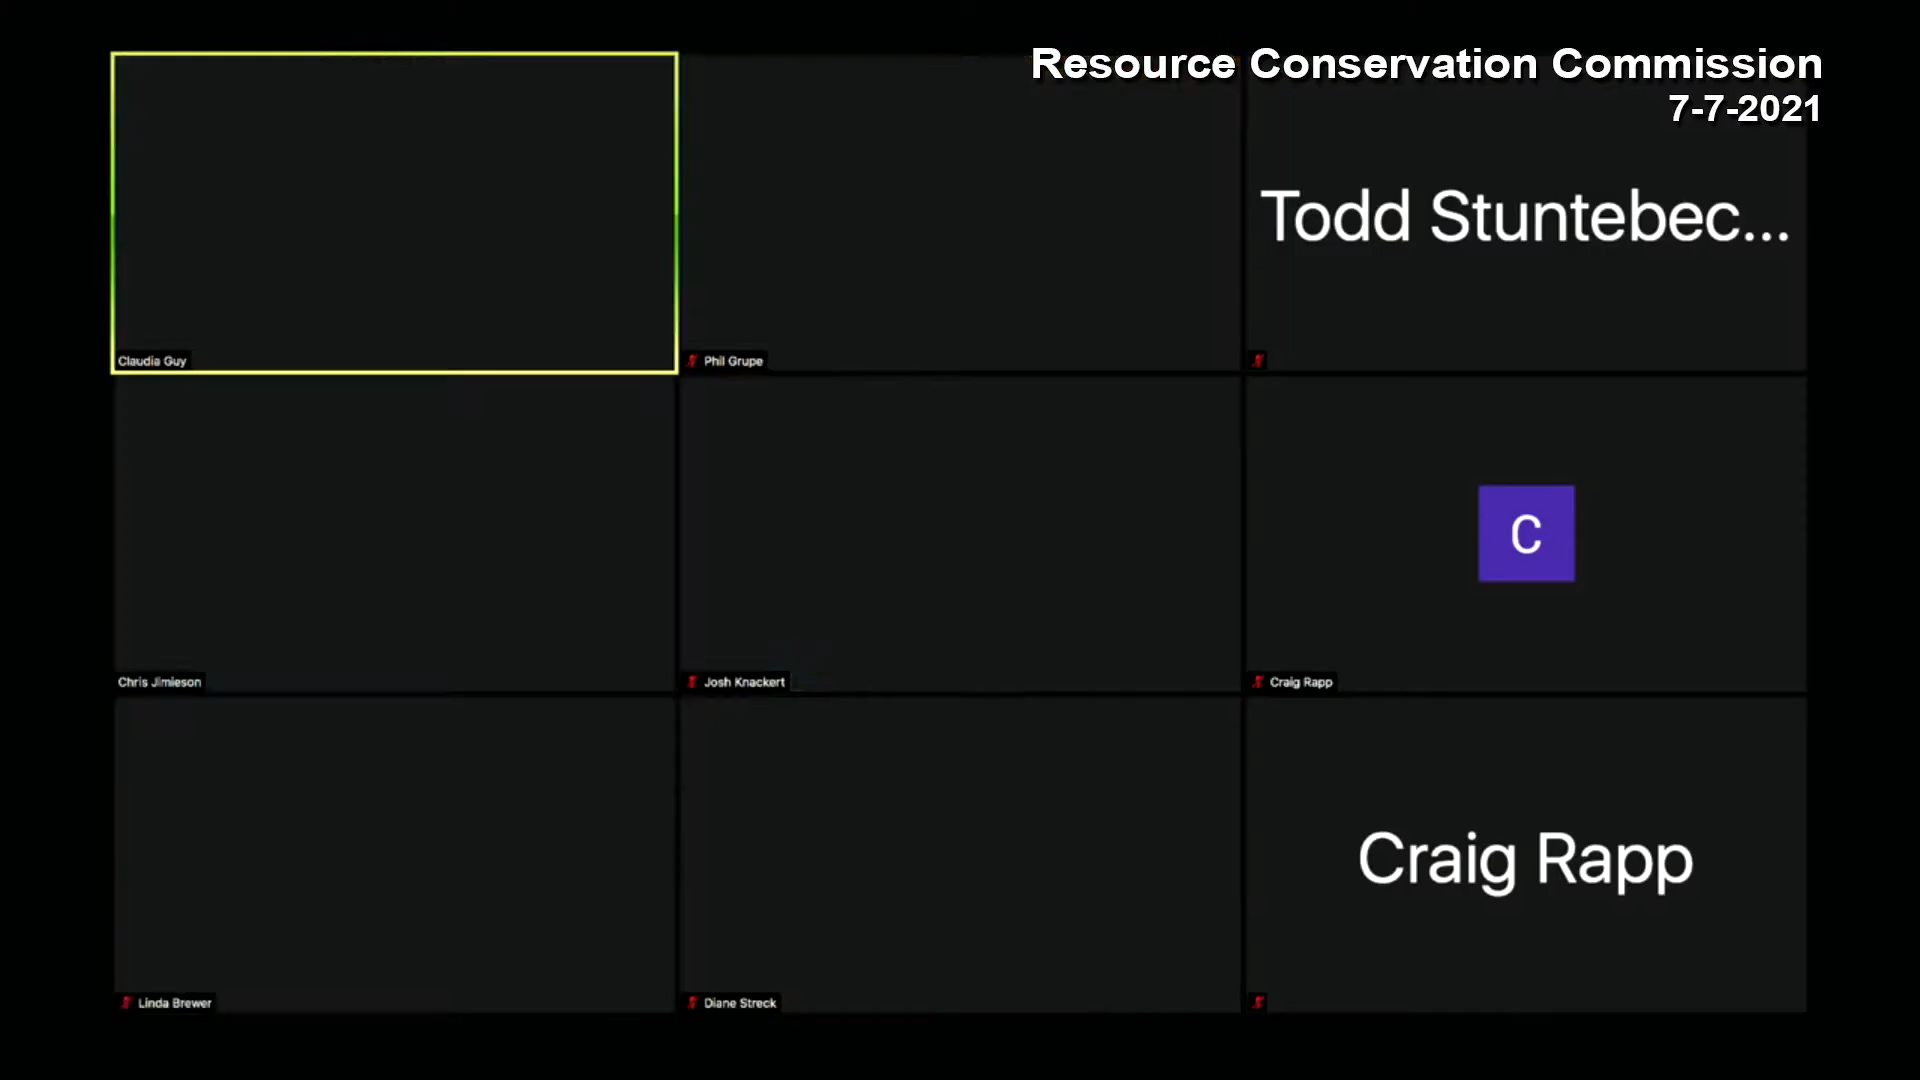 Resource Conservation Commission
7-7-2021
Todd Stuntebec...
Claudia Guy
Phil Grupe
C
Chris Jimieson
Josh Knackert
Craig Rapp
Craig Rapp
Linda Brewer
Diane Streck